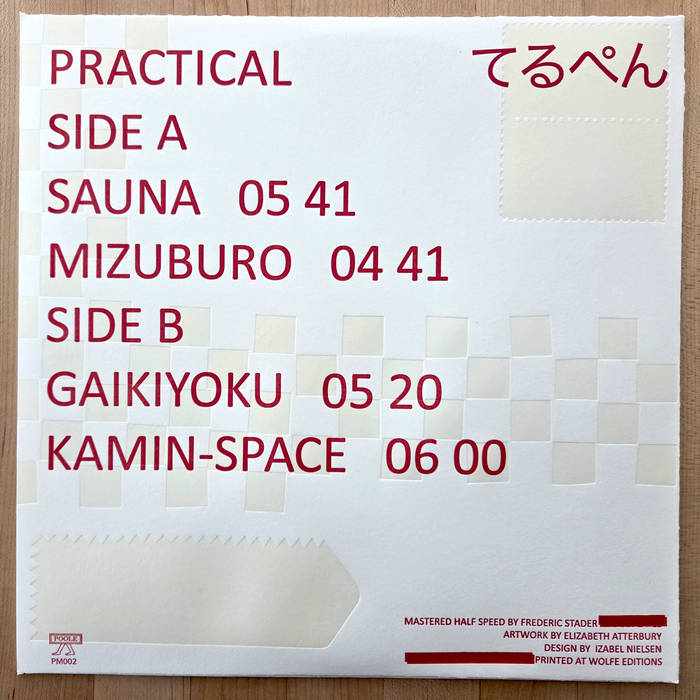 PRACTICAL てるぺん
SIDE A
SAUNA 05 41
MIZUBURO 04 41
SIDE B
GAIKIYOKU 05 20
KAMIN-SPACE 06 00
MASTERED HALF SPEED BY FREDERIC STADER
ARTWORK BY ELIZABETH ATTERBURY
DESIGN BY IZABEL NIELSEN
PRINTED AT WOLFE EDITIONS
POOLE
PM002